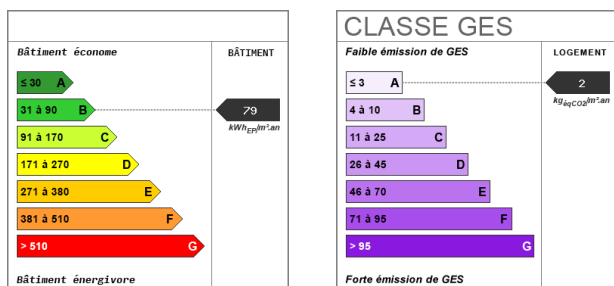 Bâtiment économe
BÂTIMENT
≤ 30 A
31 à 90 B
79
kWhEP/m².an
91 à 170 C
171 à 270 D
271 à 380 E
381 à 510 F
> 510 G
Bâtiment énergivore
CLASSE GES
Faible émission de GES
LOGEMENT
≤ 3 A
2
kgéqCO2/m².an
4 à 10 B
11 à 25 C
26 à 45 D
46 à 70 E
71 à 95 F
> 95 G
Forte émission de GES